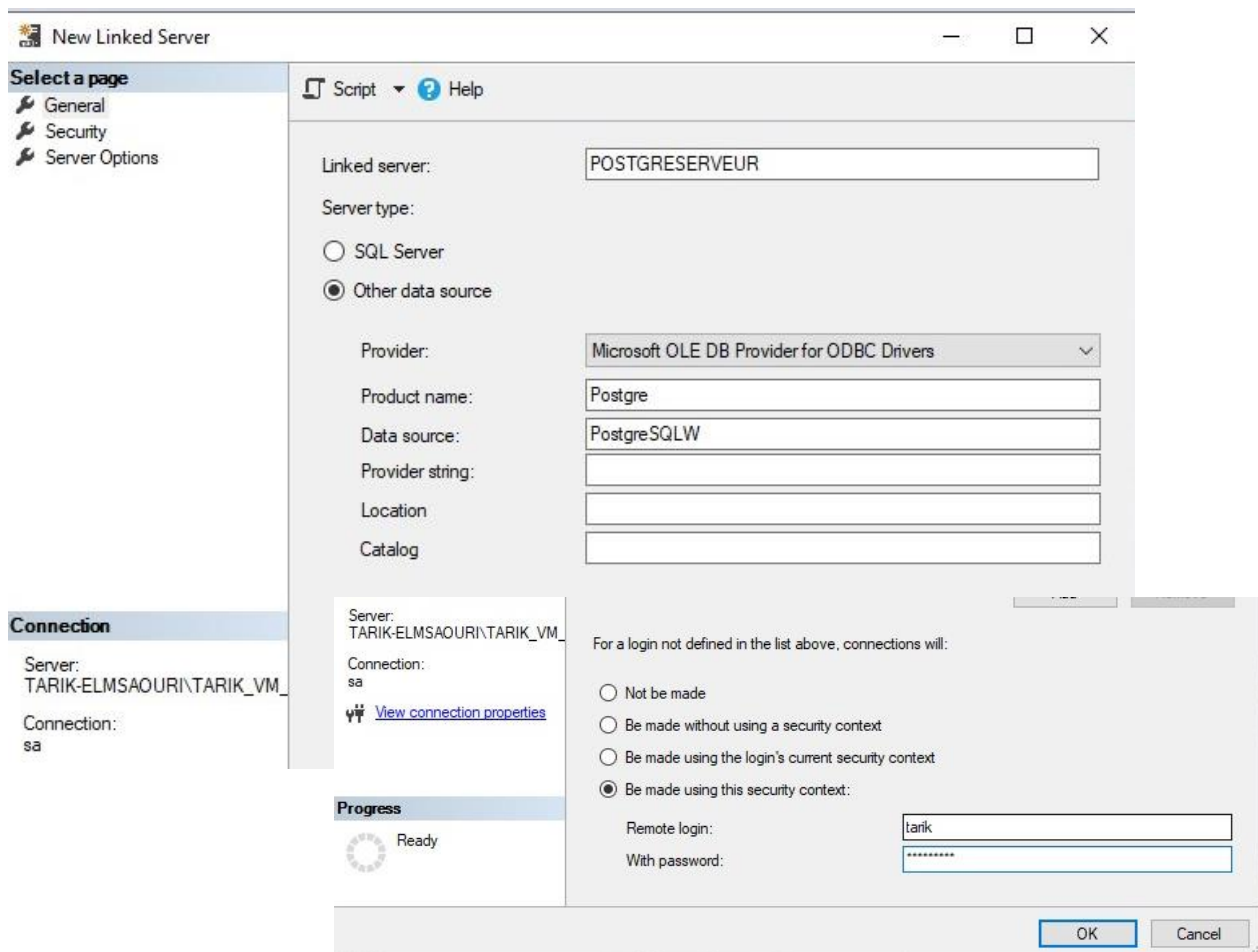 New Linked Server
Select a page
General
Security
Server Options
Script Help
Linked server: POSTGRESERVEUR
Server type:
SQL Server
Other data source
Provider: Microsoft OLE DB Provider for ODBC Drivers
Product name: Postgre
Data source: PostgreSQLW
Provider string:
Location
Catalog
Connection
Server:
TARIK-ELMSAOURI\TARIK_VM_
Connection:
sa
Server:
TARIK-ELMSAOURI\TARIK_VM_
Connection:
sa
View connection properties
Progress
Ready
For a login not defined in the list above, connections will:
Not be made
Be made without using a security context
Be made using the login's current security context
Be made using this security context:
Remote login: tarik
With password: *********
OK Cancel